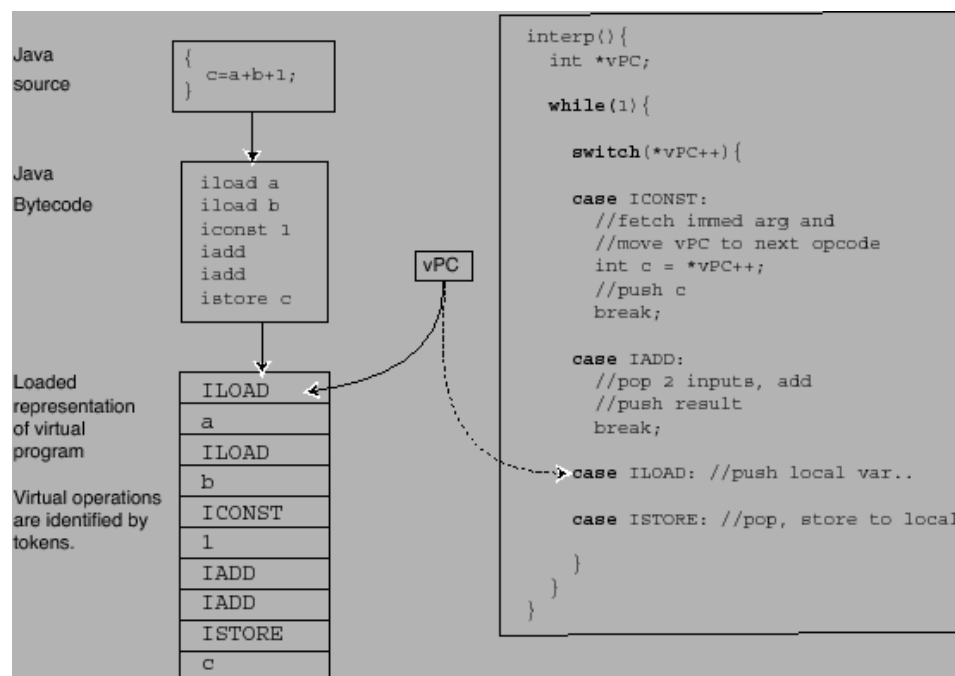 Java
source
{
c=a+b+1;
}
Java
Bytecode
iload a
iload b
iconst 1
iadd
iadd
istore c
vPC
Loaded
representation
of virtual
program
Virtual operations
are identified by
tokens.
ILOAD
a
ILOAD
b
ICONST
1
IADD
IADD
ISTORE
c
interp(){
int *vPC;
while(1){
switch(*vPC++){
case ICONST:
//fetch immed arg and
//move vPC to next opcode
int c = *vPC++;
//push c
break;
case IADD:
//pop 2 inputs, add
//push result
break;
case ILOAD: //push local var..
case ISTORE: //pop, store to local
}
}
}